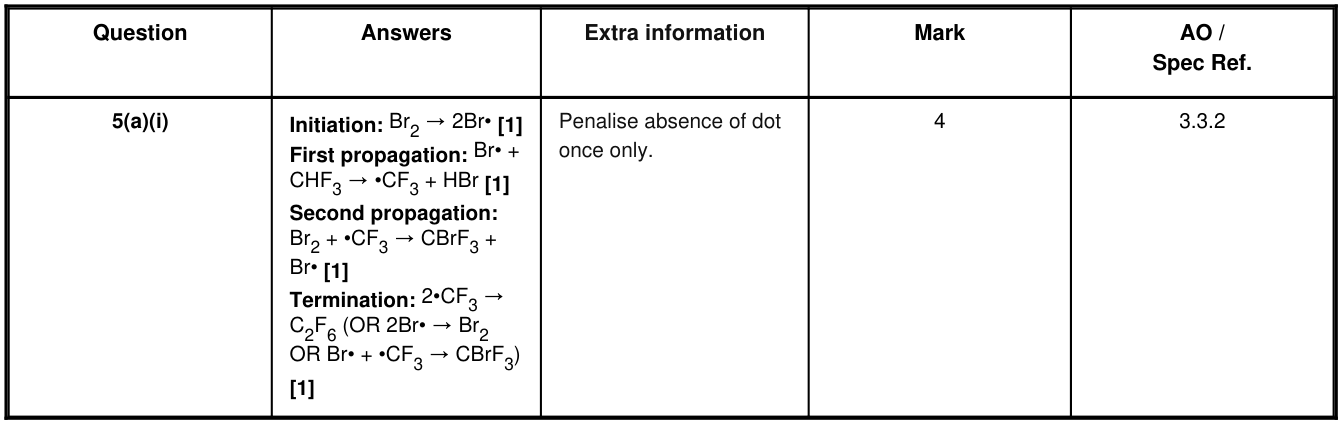 Question Answers Extra information Mark AO /
Spec Ref.
5(a)(i)
Initiation: Br₂ → 2Br• [1]
First propagation: Br• +
CHF₃ → •CF₃ + HBr [1]
Second propagation:
Br₂ + •CF₃ → CBrF₃ +
Br• [1]
Termination: 2•CF₃ →
C₂F₆ (OR 2Br• → Br₂
OR Br• + •CF₃ → CBrF₃)
[1]
Penalise absence of dot
once only.
4
3.3.2